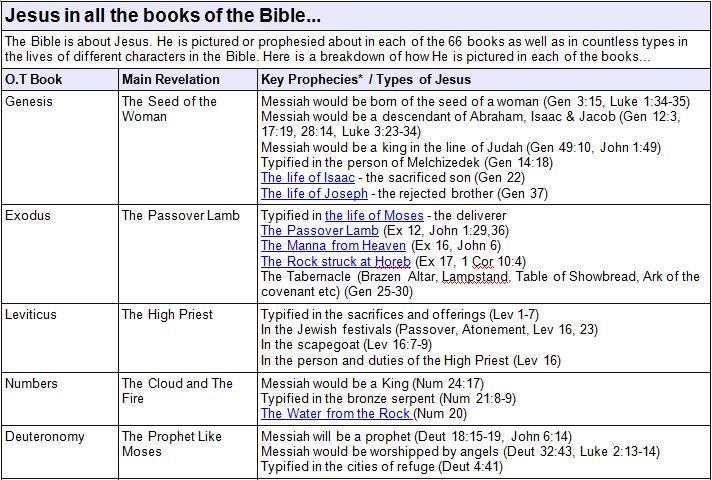 Jesus in all the books of the Bible...
The Bible is about Jesus. He is pictured or prophesied about in each of the 66 books as well as in countless types in
the lives of different characters in the Bible. Here is a breakdown of how He is pictured in each of the books...
O.T Book Main Revelation Key Prophecies* / Types of Jesus
Genesis
The Seed of the
Woman
Messiah would be born of the seed of a woman (Gen 3:15, Luke 1:34-35)
Messiah would be a descendant of Abraham, Isaac & Jacob (Gen 12:3,
17:19, 28:14, Luke 3:23-34)
Messiah would be a king in the line of Judah (Gen 49:10, John 1:49)
Typified in the person of Melchizedek (Gen 14:18)
The life of Isaac - the sacrificed son (Gen 22)
The life of Joseph - the rejected brother (Gen 37)
Exodus
The Passover Lamb
Typified in the life of Moses - the deliverer
The Passover Lamb (Ex 12, John 1:29,36)
The Manna from Heaven (Ex 16, John 6)
The Rock struck at Horeb (Ex 17, 1 Cor 10:4)
The Tabernacle (Brazen Altar, Lampstand, Table of Showbread, Ark of the
covenant etc) (Gen 25-30)
Leviticus
The High Priest
Typified in the sacrifices and offerings (Lev 1-7)
In the Jewish festivals (Passover, Atonement, Lev 16, 23)
In the scapegoat (Lev 16:7-9)
In the person and duties of the High Priest (Lev 16)
Numbers
The Cloud and The
Fire
Messiah would be a King (Num 24:17)
Typified in the bronze serpent (Num 21:8-9)
The Water from the Rock (Num 20)
Deuteronomy
The Prophet Like
Moses
Messiah will be a prophet (Deut 18:15-19, John 6:14)
Messiah would be worshipped by angels (Deut 32:43, Luke 2:13-14)
Typified in the cities of refuge (Deut 4:41)